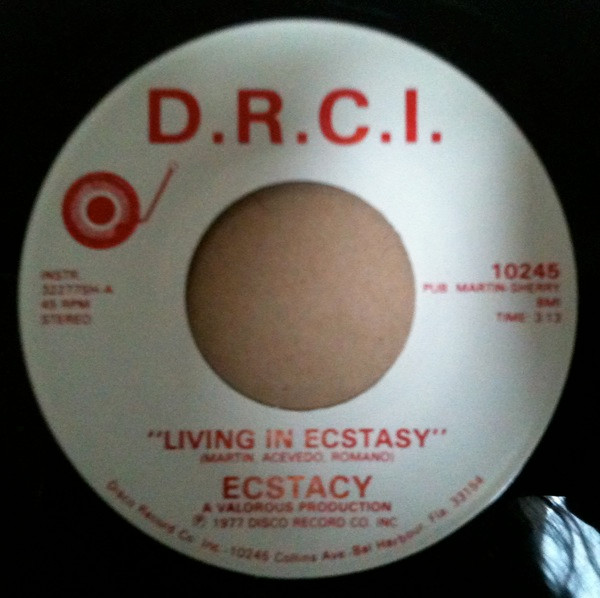 D.R.C.I.
INSTR.
32277SH-A
45 RPM
STEREO
10245
PUB. MARTIN-SHERRY
BMI
TIME: 3:13
"LIVING IN ECSTASY"
(MARTIN, ACEVEDO, ROMANO)
ECSTACY
A VALOROUS PRODUCTION
℗ 1977 DISCO RECORD CO. INC
Disco Record Co. Inc.-10245 Collins Ave.-Bal Harbour, Fla. 33154